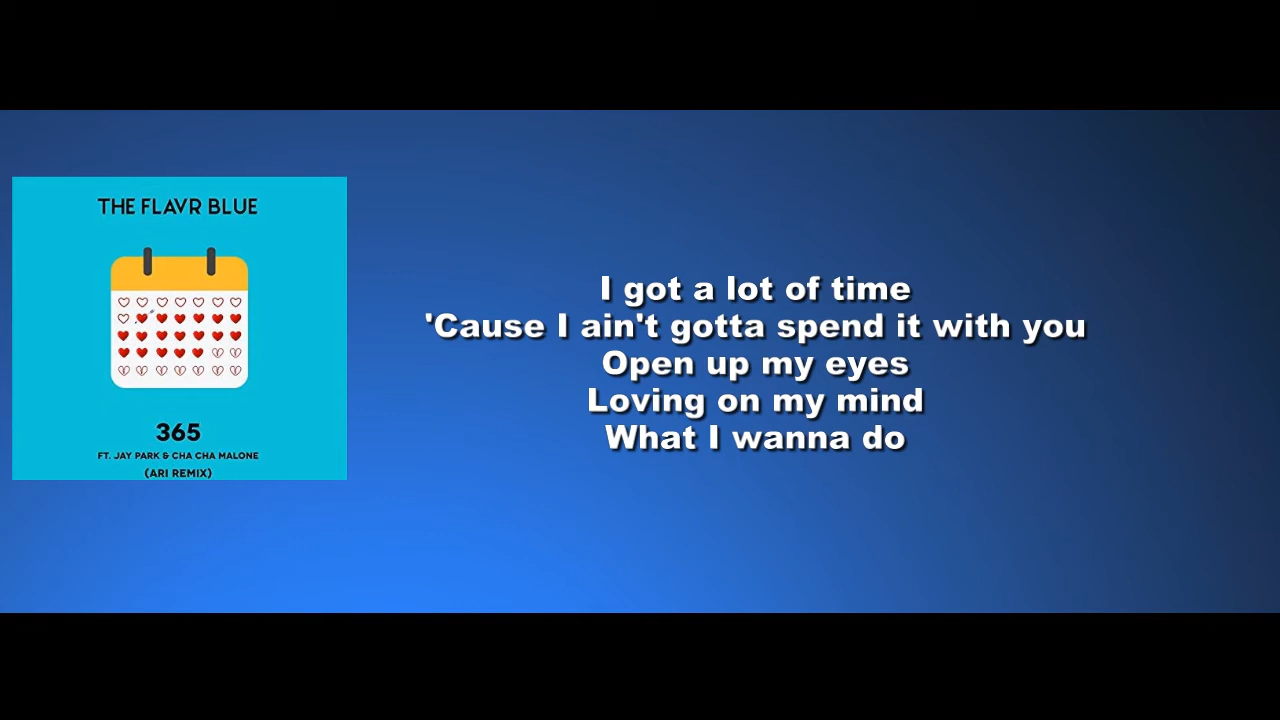 THE FLAVR BLUE
365
FT. JAY PARK & CHA CHA MALONE
(ARI REMIX)
I got a lot of time
'Cause I ain't gotta spend it with you
Open up my eyes
Loving on my mind
What I wanna do